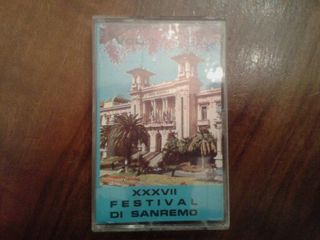 XXXVII
FESTIVAL
DI SANREMO